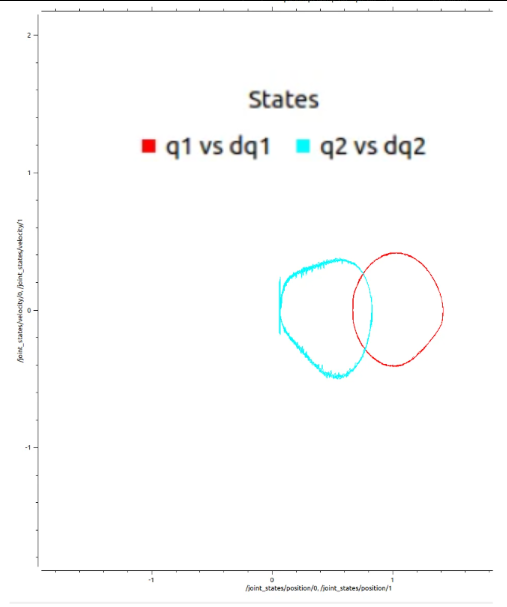 States
q1 vs dq1 q2 vs dq2
2
1
0
-1
/joint_states/velocity/0, /joint_states/velocity/1
-1 0 1
/joint_states/position/0, /joint_states/position/1